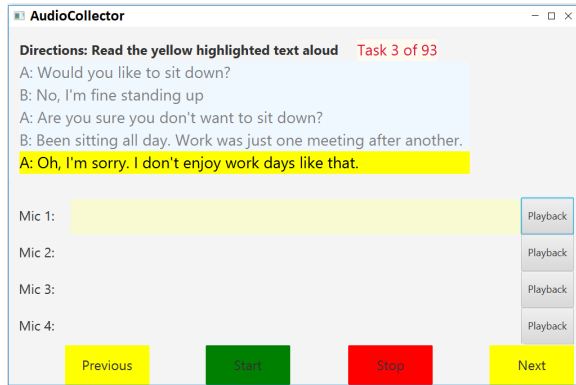 AudioCollector
Directions: Read the yellow highlighted text aloud Task 3 of 93
A: Would you like to sit down?
B: No, I'm fine standing up
A: Are you sure you don't want to sit down?
B: Been sitting all day. Work was just one meeting after another.
A: Oh, I'm sorry. I don't enjoy work days like that.
Mic 1: Playback
Mic 2: Playback
Mic 3: Playback
Mic 4: Playback
Previous Start Stop Next